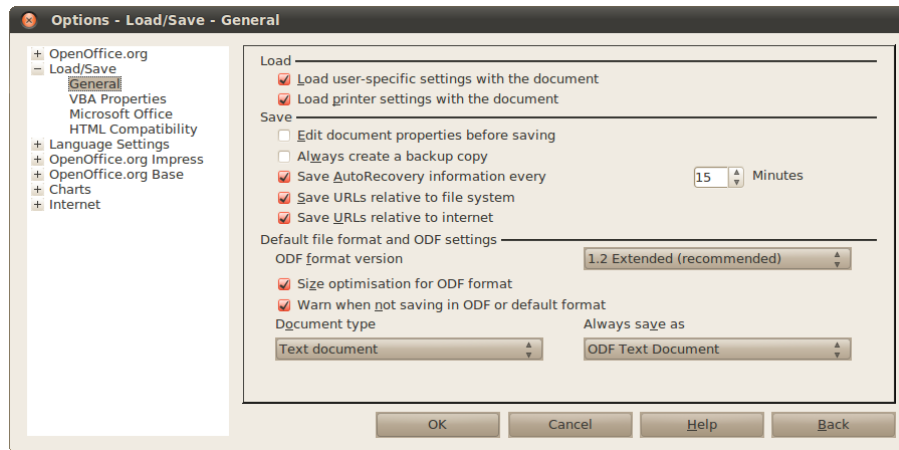 Options - Load/Save - General
OpenOffice.org
Load/Save
General
VBA Properties
Microsoft Office
HTML Compatibility
Language Settings
OpenOffice.org Impress
OpenOffice.org Base
Charts
Internet
Load
Load user-specific settings with the document
Load printer settings with the document
Save
Edit document properties before saving
Always create a backup copy
Save AutoRecovery information every 15 Minutes
Save URLs relative to file system
Save URLs relative to internet
Default file format and ODF settings
ODF format version 1.2 Extended (recommended)
Size optimisation for ODF format
Warn when not saving in ODF or default format
Document type Always save as
Text document ODF Text Document
OK Cancel Help Back